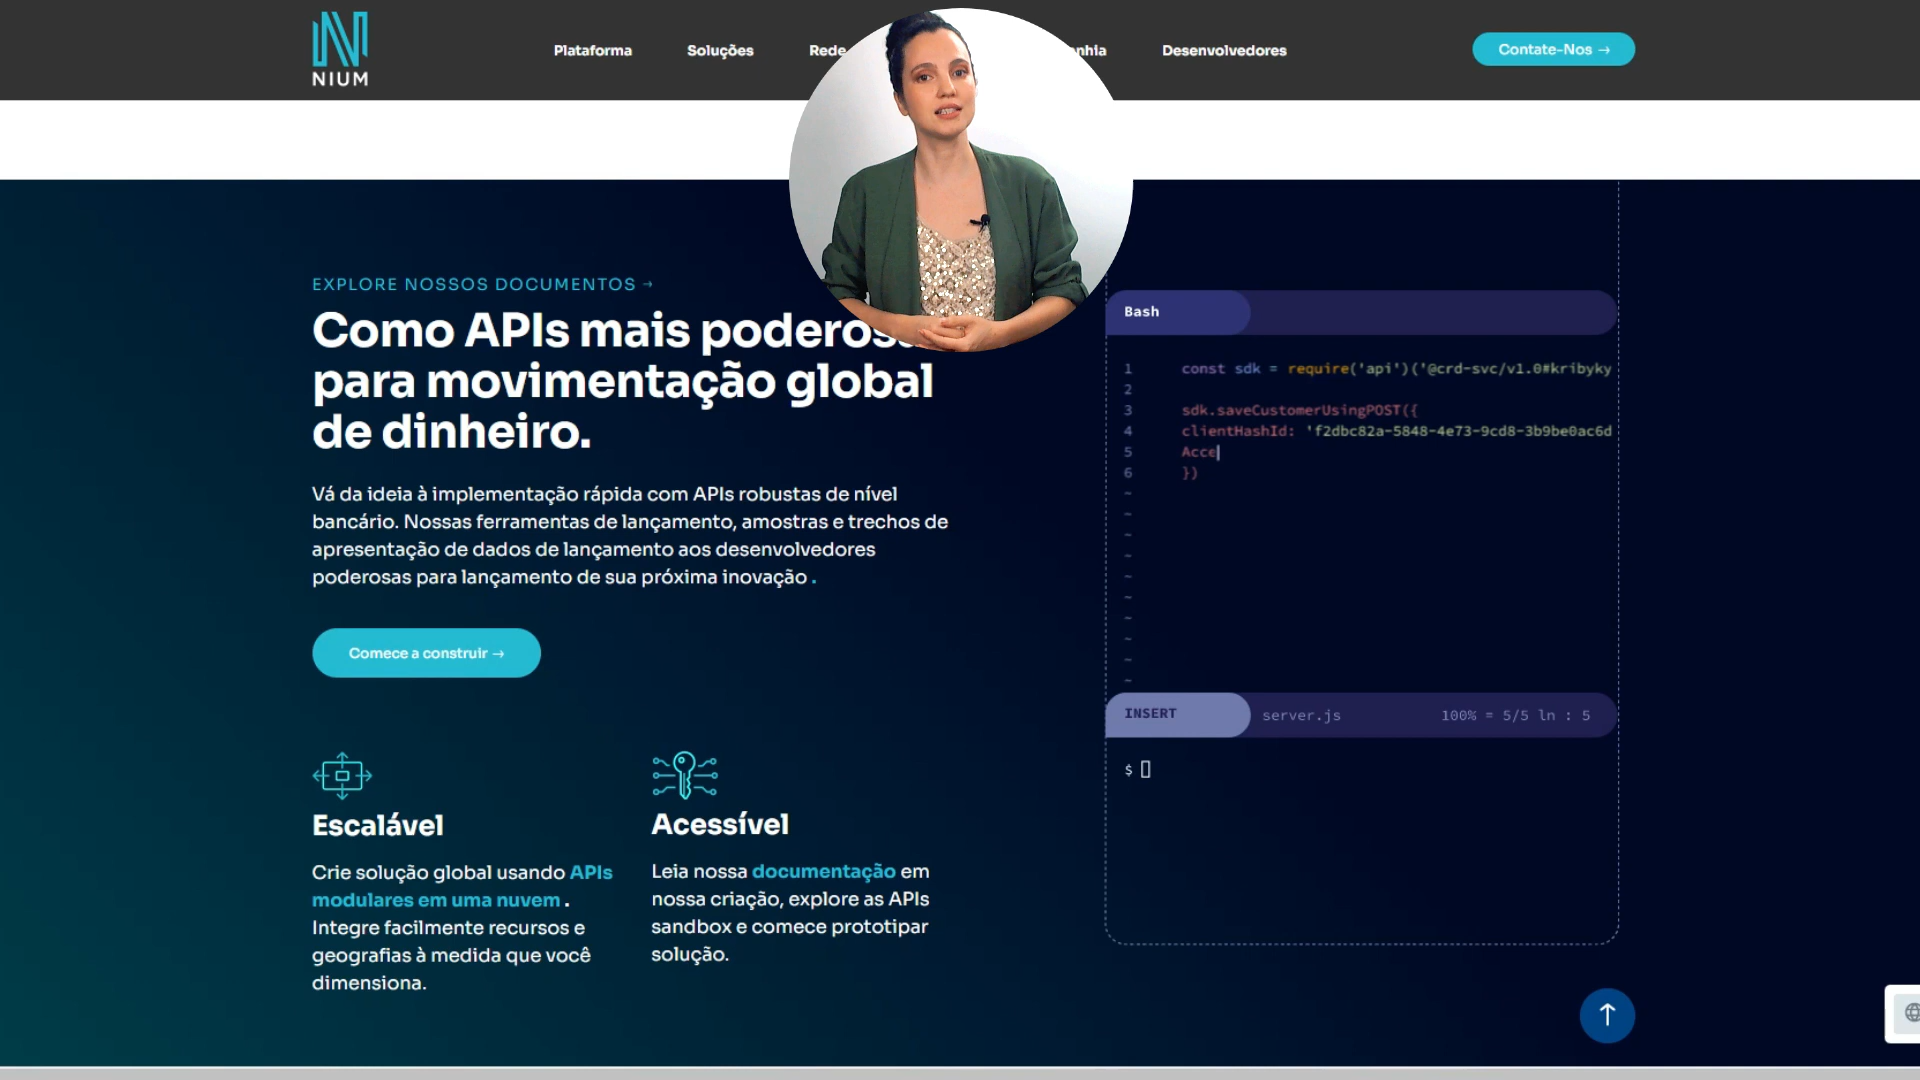 NIUM
Plataforma
Soluções
Rede
nhia
Desenvolvedores
Contate-Nos →
EXPLORE NOSSOS DOCUMENTOS →
Como APIs mais poderos
para movimentação global
de dinheiro.
Vá da ideia à implementação rápida com APIs robustas de nível
bancário. Nossas ferramentas de lançamento, amostras e trechos de
apresentação de dados de lançamento aos desenvolvedores
poderosas para lançamento de sua próxima inovação .
Comece a construir →
Escalável
Crie solução global usando APIs
modulares em uma nuvem .
Integre facilmente recursos e
geografias à medida que você
dimensiona.
Acessível
Leia nossa documentação em
nossa criação, explore as APIs
sandbox e comece prototipar
solução.
Bash
1 const sdk = require('api')('@crd-svc/v1.0#kribyky
2
3 sdk.saveCustomerUsingPOST({
4 clientHashId: 'f2dbc82a-5848-4e73-9cd8-3b9be0ac6d
5 Acce
6 })
~
~
~
~
~
~
~
~
~
~
INSERT server.js 100% = 5/5 ln : 5
$